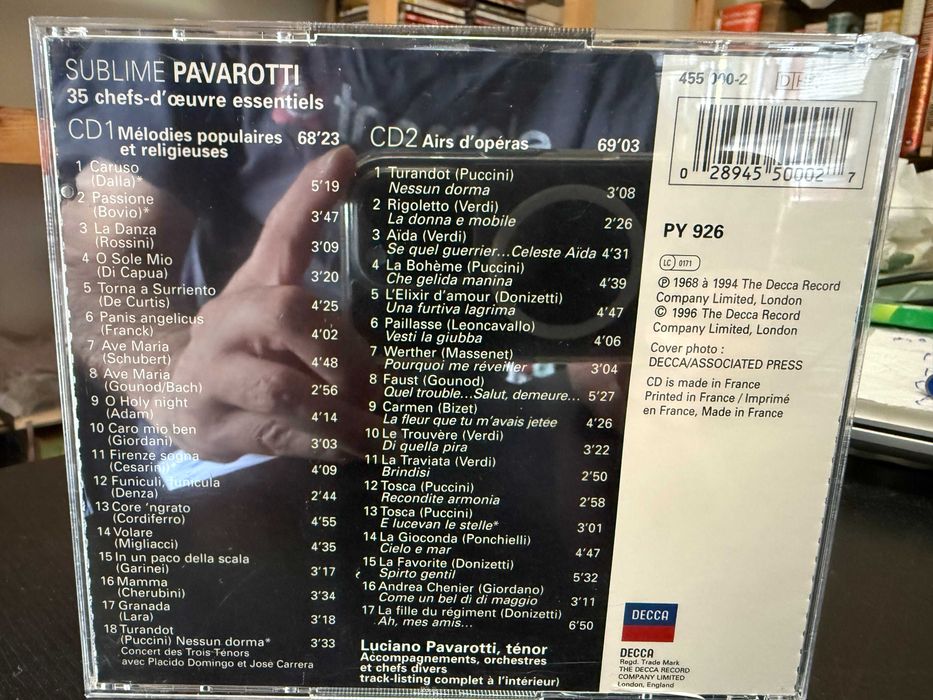 SUBLIME PAVAROTTI
35 chefs-d'œuvre essentiels
CD1 Mélodies populaires 68'23
et religieuses
1 Caruso
(Dalla)* 5'19
2 Passione
(Bovio)* 3'47
3 La Danza
(Rossini) 3'09
4 O Sole Mio
(Di Capua) 3'20
5 Torna a Surriento
(De Curtis) 4'25
6 Panis angelicus
(Franck) 4'02
7 Ave Maria
(Schubert) 4'48
8 Ave Maria
(Gounod/Bach) 2'56
9 O Holy night
(Adam) 4'14
10 Caro mio ben
(Giordani) 3'03
11 Firenze sogna
(Cesarini)* 4'09
12 Funiculi, funicula
(Denza) 2'44
13 Core 'ngrato
(Cordiferro) 4'55
14 Volare
(Migliacci) 4'35
15 In un paco della scala
(Garinei) 3'17
16 Mamma
(Cherubini) 3'34
17 Granada
(Lara) 3'18
18 Turandot
(Puccini) Nessun dorma* 3'33
Concert des Trois Ténors
avec Placido Domingo et José Carrera
CD2 Airs d'opéras 69'03
1 Turandot (Puccini)
Nessun dorma 3'08
2 Rigoletto (Verdi)
La donna e mobile 2'26
3 Aïda (Verdi)
Se quel guerrier...Celeste Aïda 4'31
4 La Bohème (Puccini)
Che gelida manina 4'39
5 L'Elixir d'amour (Donizetti)
Una furtiva lagrima 4'47
6 Paillasse (Leoncavallo)
Vesti la giubba 4'06
7 Werther (Massenet)
Pourquoi me réveiller 3'04
8 Faust (Gounod)
Quel trouble...Salut, demeure... 5'27
9 Carmen (Bizet)
La fleur que tu m'avais jetée 4'26
10 Le Trouvère (Verdi)
Di quella pira 3'22
11 La Traviata (Verdi)
Brindisi 2'50
12 Tosca (Puccini)
Recondite armonia 2'58
13 Tosca (Puccini)
E lucevan le stelle* 3'01
14 La Gioconda (Ponchielli)
Cielo e mar 4'47
15 La Favorite (Donizetti)
Spirto gentil 5'32
16 Andrea Chenier (Giordano)
Come un bel dì di maggio 3'11
17 La fille du régiment (Donizetti)
Ah, mes amis... 6'50
Luciano Pavarotti, ténor
Accompagnements, orchestres
et chefs divers
track-listing complet à l'intérieur)
455 000-2
0 28945 50002 7
PY 926
LC 0171
℗ 1968 à 1994 The Decca Record
Company Limited, London
© 1996 The Decca Record
Company Limited, London
Cover photo :
DECCA/ASSOCIATED PRESS
CD is made in France
Printed in France / Imprimé
en France, Made in France
DECCA
DECCA
Regd. Trade Mark
THE DECCA RECORD
COMPANY LIMITED
London, England